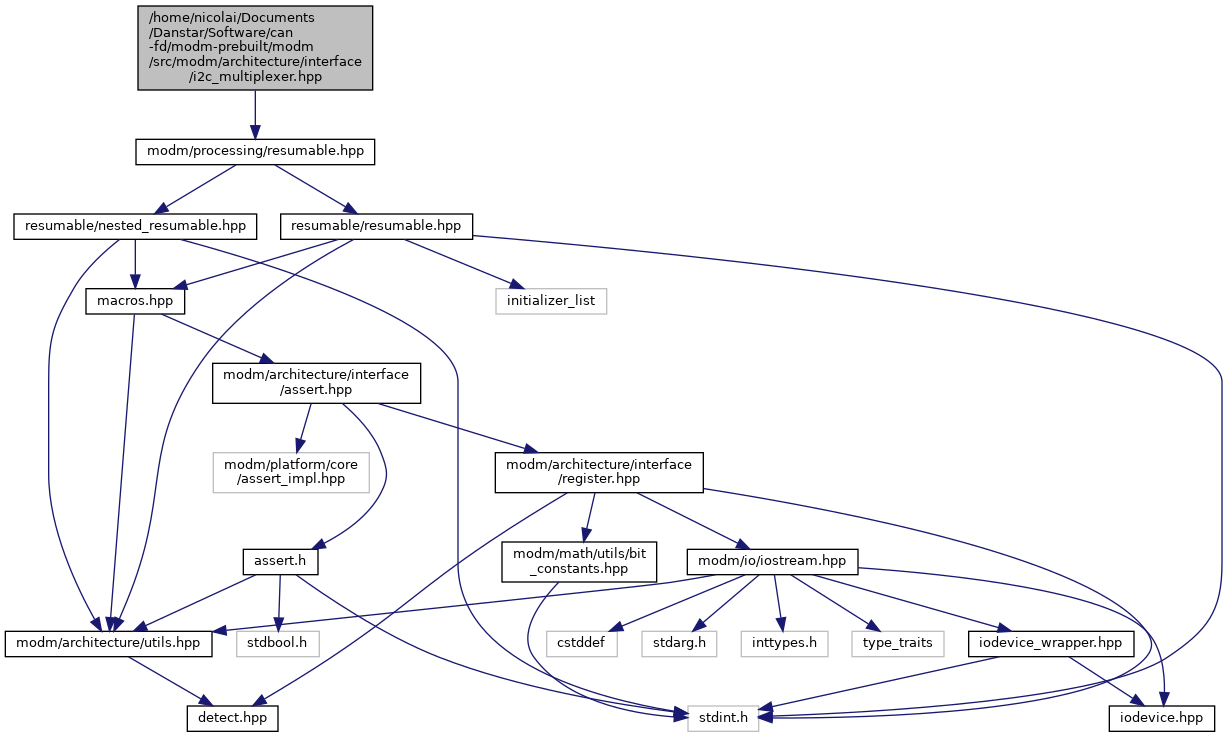 /home/nicolai/Documents
/Danstar/Software/can
-fd/modm-prebuilt/modm
/src/modm/architecture/interface
/i2c_multiplexer.hpp
modm/processing/resumable.hpp
resumable/nested_resumable.hpp
resumable/resumable.hpp
macros.hpp
initializer_list
modm/architecture/interface
/assert.hpp
modm/platform/core
/assert_impl.hpp
modm/architecture/interface
/register.hpp
assert.h
modm/math/utils/bit
_constants.hpp
modm/io/iostream.hpp
modm/architecture/utils.hpp
stdbool.h
cstddef
stdarg.h
inttypes.h
type_traits
iodevice_wrapper.hpp
detect.hpp
stdint.h
iodevice.hpp